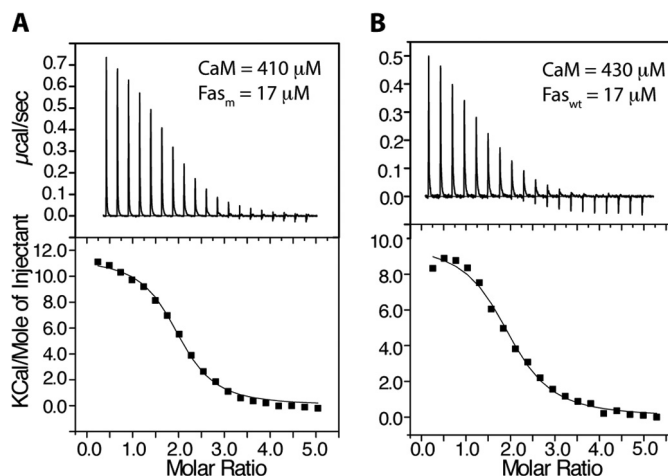 A
B
0.7
0.6
0.5
0.4
0.3
0.2
0.1
0.0
µcal/sec
CaM = 410 µM
Fasm = 17 µM
12.0
10.0
8.0
6.0
4.0
2.0
0.0
KCal/Mole of Injectant
0.0 1.0 2.0 3.0 4.0 5.0
Molar Ratio
0.5
0.4
0.3
0.2
0.1
0.0
CaM = 430 µM
Faswt = 17 µM
10.0
8.0
6.0
4.0
2.0
0.0
0.0 1.0 2.0 3.0 4.0 5.0
Molar Ratio